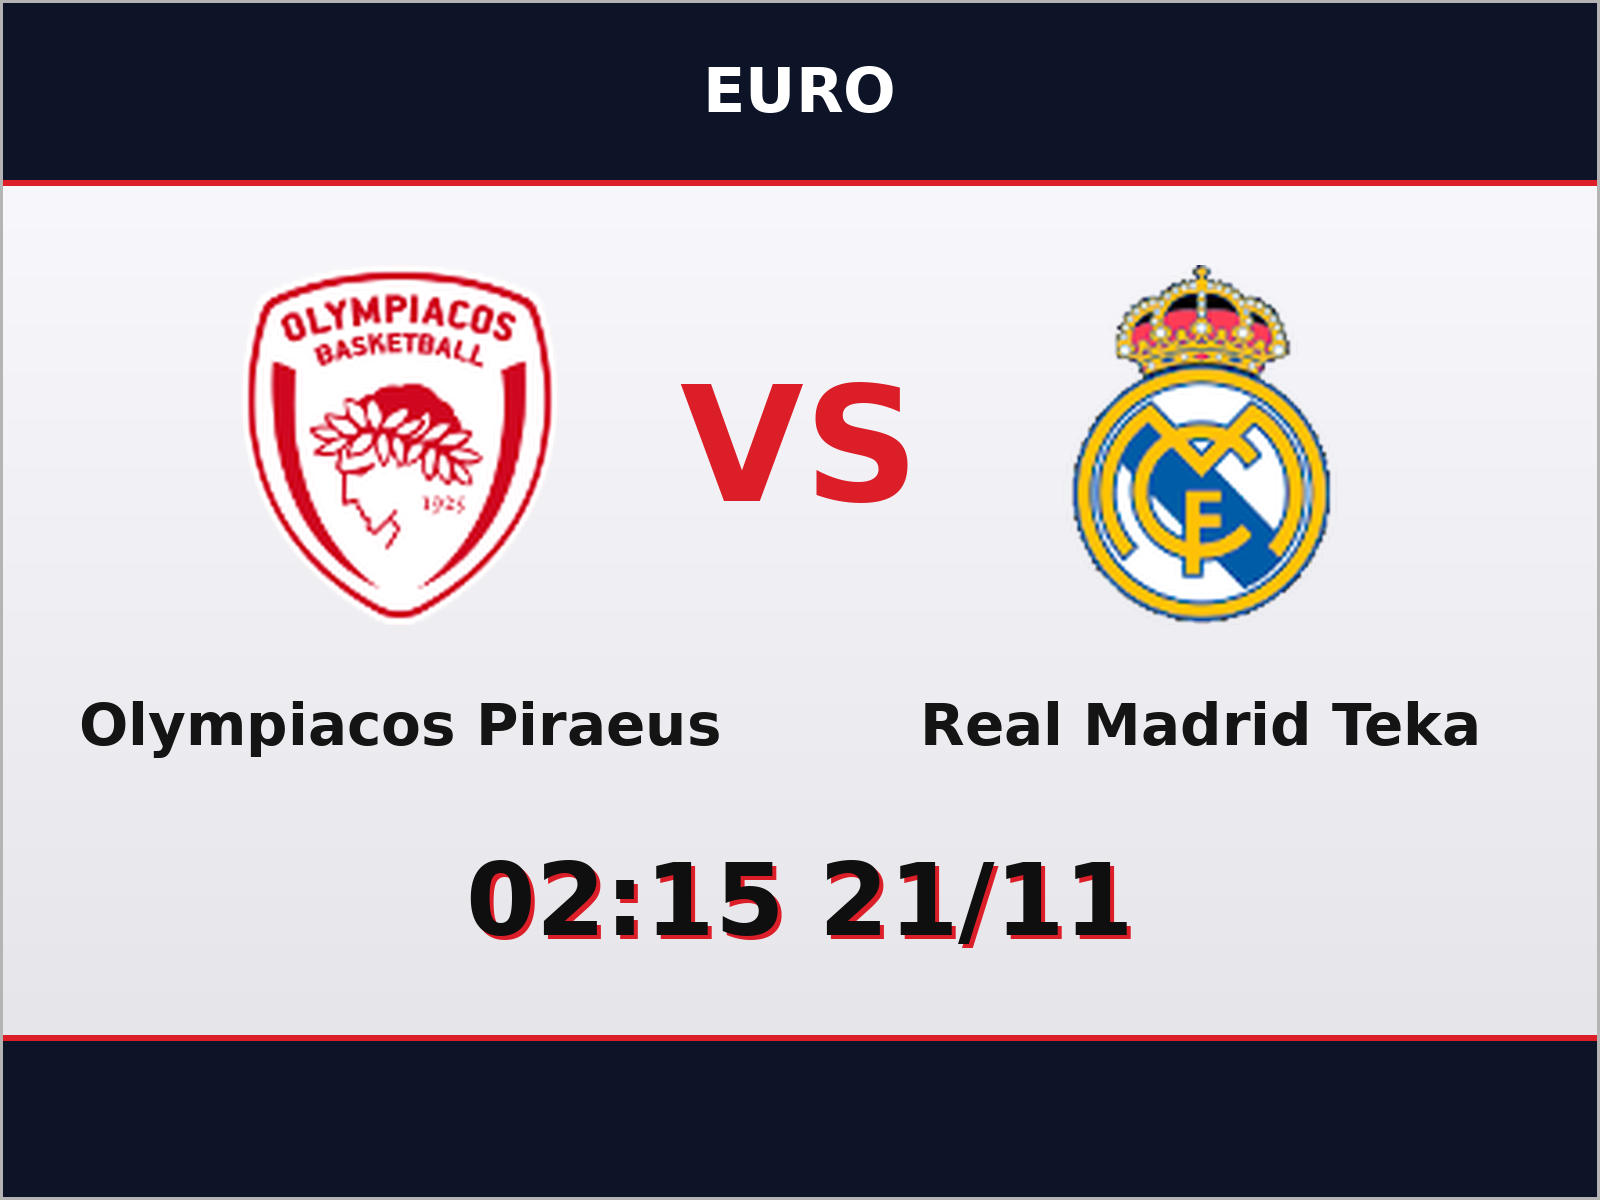 EURO
OLYMPIACOS
BASKETBALL
1925
VS
Olympiacos Piraeus
Real Madrid Teka
02:15 21/11